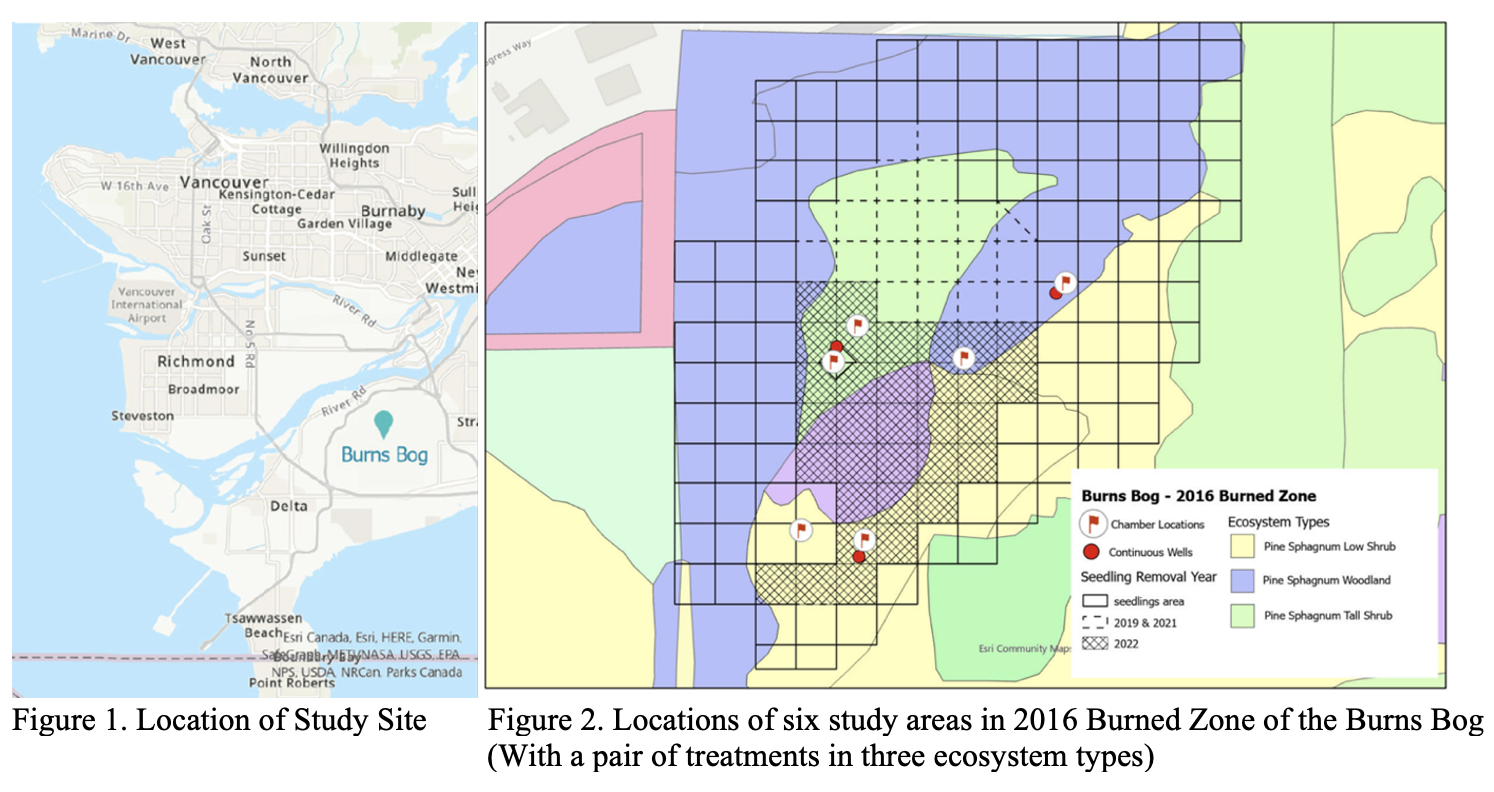 Marine Dr
West
Vancouver
North
Vancouver
Willingdon
Heights
W 16th Ave
Vancouver
Kensington-Cedar
Cottage
Burnaby
Garden Village
Oak St
Sunset
Middlegate
Vancouver
International
Airport
River Rd
No 5 Rd
Richmond
Broadmoor
River Rd
Steveston
Burns Bog
Delta
Tsawwassen
Beach
Esri Canada, Esri, HERE, Garmin,
SafeGraph, METI/NASA, USGS, EPA,
Boundary Bay
NPS, USDA, NRCan, Parks Canada
Point Roberts
Figure 1. Location of Study Site
gress Way
Burns Bog - 2016 Burned Zone
Chamber Locations
Continuous Wells
Seedling Removal Year
seedlings area
2019 & 2021
2022
Ecosystem Types
Pine Sphagnum Low Shrub
Pine Sphagnum Woodland
Pine Sphagnum Tall Shrub
Esri Community Maps
Figure 2. Locations of six study areas in 2016 Burned Zone of the Burns Bog
(With a pair of treatments in three ecosystem types)